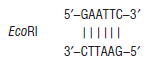 5′–GAATTC–3′
EcoRI ||||||
3′–CTTAAG–5′